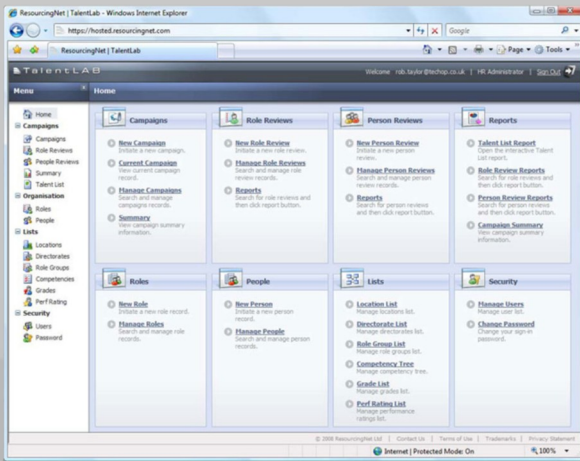 ResourcingNet | TalentLab - Windows Internet Explorer
https://hosted.resourcingnet.com
Google
ResourcingNet | TalentLab
Page
Tools
TalentLAB
Welcome rob.taylor@techop.co.uk | HR Administrator | Sign Out
Menu
Home
Home
Campaigns
Campaigns
Role Reviews
People Reviews
Summary
Talent List
Organisation
Roles
People
Lists
Locations
Directorates
Role Groups
Competencies
Grades
Perf Rating
Security
Users
Password
Campaigns
New Campaign
Initiate a new campaign.
Current Campaign
View current campaign
record.
Manage Campaigns
Search and manage
campaigns records.
Summary
View campaign summary
information.
Role Reviews
New Role Review
Initiate a new role review.
Manage Role Reviews
Search and manage role
review records.
Reports
Search for role reviews and
then click report button.
Person Reviews
New Person Review
Initiate a new person
review.
Manage Person Reviews
Search and manage person
review records.
Reports
Search for person reviews
and then click report button.
Reports
Talent List Report
Open the interactive Talent
List report.
Role Review Reports
Search for role reviews and
then click report button.
Person Review Reports
Search for person reviews
and then click report button.
Campaign Summary
View campaign summary
information.
Roles
New Role
Initiate a new role record.
Manage Roles
Search and manage role
records.
People
New Person
Initiate a new person
record.
Manage People
Search and manage person
records.
Lists
Location List
Manage locations list.
Directorate List
Manage directorates list.
Role Group List
Manage role groups list.
Competency Tree
Manage competency tree.
Grade List
Manage grades list.
Perf Rating List
Manage performance
ratings list.
Security
Manage Users
Manage user list.
Change Password
Change your sign-in
password.
© 2008 ResourcingNet Ltd | Contact Us | Terms of Use | Trademarks | Privacy Statement
Internet | Protected Mode: On
100%